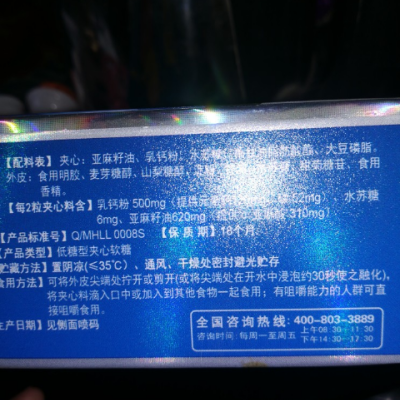 【配料表】夹心：亚麻籽油、乳钙粉、水苏糖、、大豆磷脂。
外皮：食用明胶、麦芽糖醇、山梨糖醇、甜菊糖苷、食用
香精。
【每2粒夹心料含】乳钙粉 500mg、水苏糖
6mg、亚麻籽油620mg 310mg）
【产品标准号】Q/MHLL 0008S 【保 质 期】18个月
产品类型】低糖型夹心软糖
贮藏方法】置阴凉(≤35℃)、通风、干燥处密封避光贮存
食用方法】可将外皮尖端处拧开或剪开(或将尖端处在开水中浸泡约30秒使之融化),
将夹心料滴入口中或加入到其他食物一起食用；有咀嚼能力的人群可直
接咀嚼食用。
生产日期】见侧面喷码
全国咨询热线：400-803-3889
咨询时间：每周一至周五 上午08:30-11:30
下午14:30-17:30